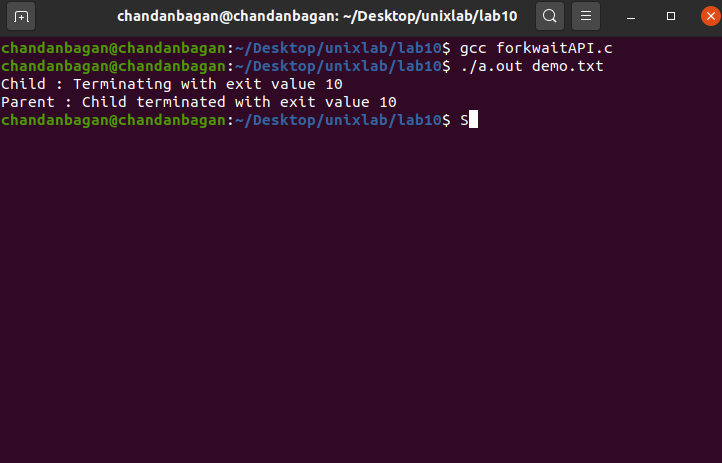 chandanbagan@chandanbagan: ~/Desktop/unixlab/lab10
chandanbagan@chandanbagan:~/Desktop/unixlab/lab10$ gcc forkwaitAPI.c
chandanbagan@chandanbagan:~/Desktop/unixlab/lab10$ ./a.out demo.txt
Child : Terminating with exit value 10
Parent : Child terminated with exit value 10
chandanbagan@chandanbagan:~/Desktop/unixlab/lab10$ S